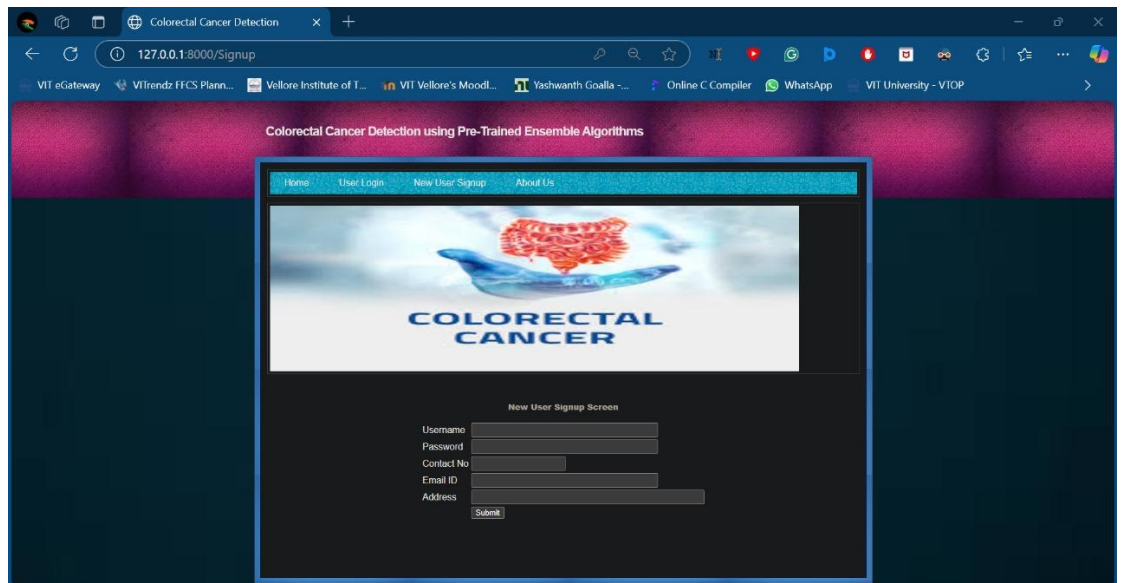 Colorectal Cancer Detection
127.0.0.1:8000/Signup
VIT eGateway VITrendz FFCS Plann... Vellore Institute of T... VIT Vellore's Moodl... Yashwanth Goalla -... Online C Compiler WhatsApp VIT University - VTOP
Colorectal Cancer Detection using Pre-Trained Ensemble Algorithms
Home User Login New User Signup About Us
COLORECTAL
CANCER
New User Signup Screen
Username
Password
Contact No
Email ID
Address
Submit